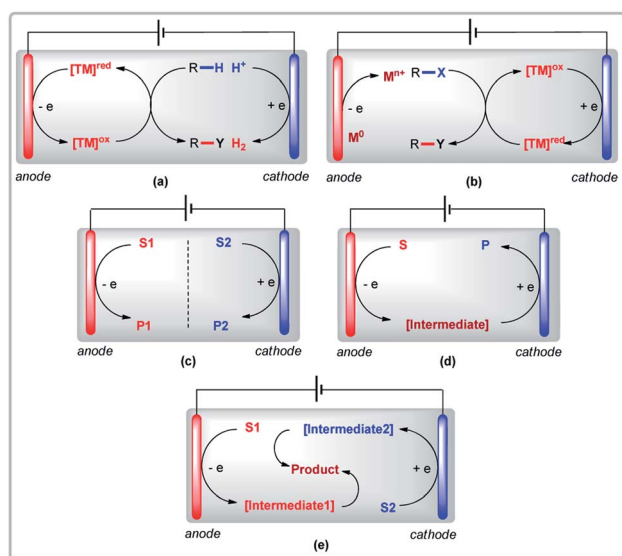 [TM]red R—H H+
- e + e
[TM]ox R—Y H2
anode cathode
(a)
Mn+ R—X [TM]ox
- e + e
M0 R—Y [TM]red
anode cathode
(b)
S1 S2
- e + e
P1 P2
anode cathode
(c)
S P
- e + e
[Intermediate]
anode cathode
(d)
S1 [Intermediate2]
- e Product + e
[Intermediate1] S2
anode cathode
(e)